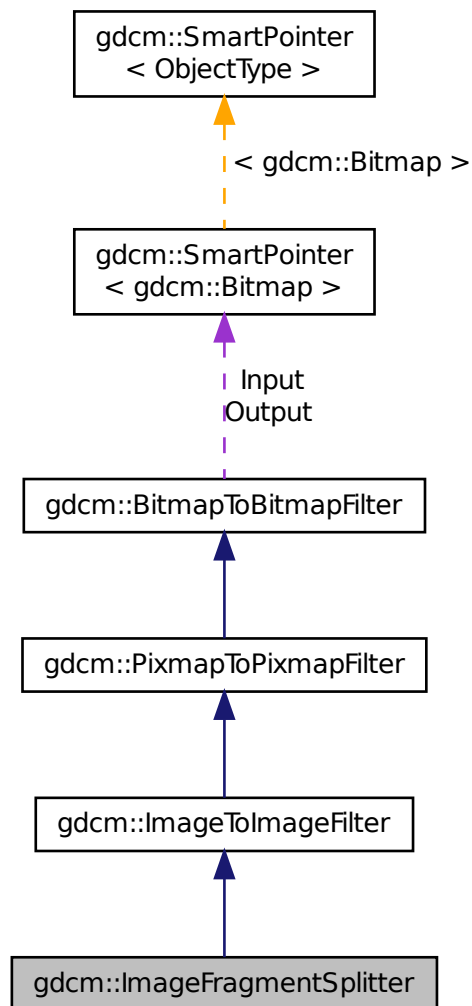 gdcm::SmartPointer
< ObjectType >
< gdcm::Bitmap >
gdcm::SmartPointer
< gdcm::Bitmap >
Input
Output
gdcm::BitmapToBitmapFilter
gdcm::PixmapToPixmapFilter
gdcm::ImageToImageFilter
gdcm::ImageFragmentSplitter